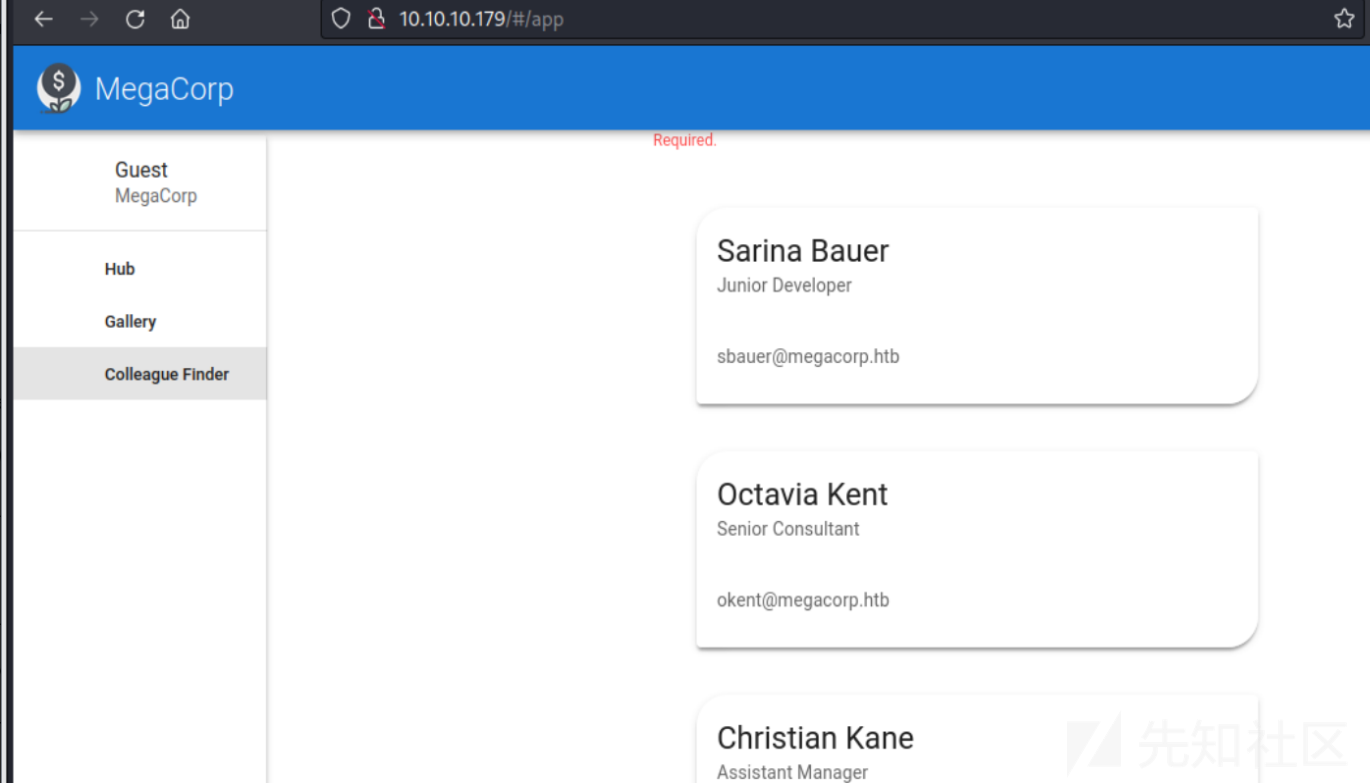 10.10.10.179/#/app
MegaCorp
Required.
Guest
MegaCorp
Hub
Gallery
Colleague Finder
Sarina Bauer
Junior Developer
sbauer@megacorp.htb
Octavia Kent
Senior Consultant
okent@megacorp.htb
Christian Kane
Assistant Manager
先知社区